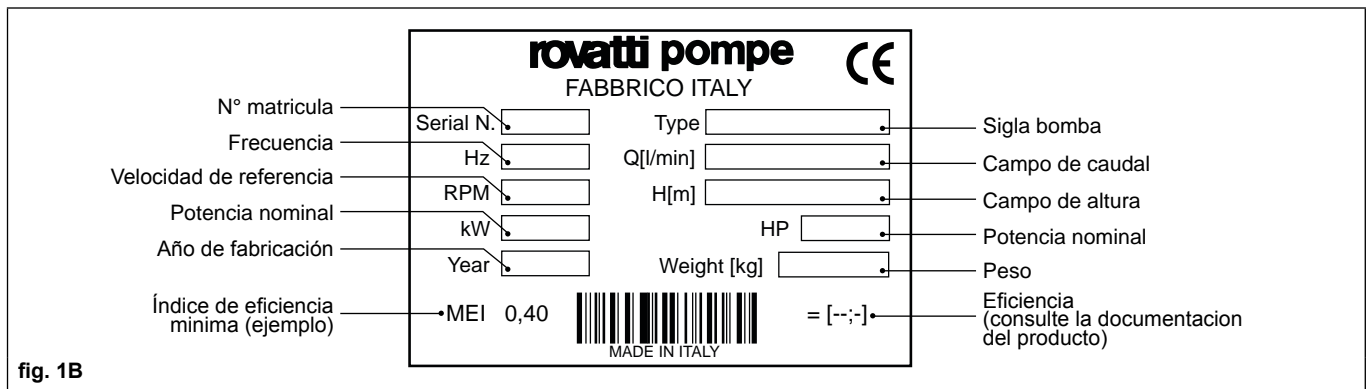 rovatti pompe
CE
FABBRICO ITALY
N° matricula
Serial N.
Type
Sigla bomba
Frecuencia
Hz
Q[l/min]
Campo de caudal
Velocidad de referencia
RPM
H[m]
Campo de altura
Potencia nominal
kW
HP
Potencia nominal
Año de fabricación
Year
Weight [kg]
Peso
Índice de eficiencia
minima (ejemplo)
MEI 0,40
= [--;-]
Eficiencia
(consulte la documentacion
del producto)
MADE IN ITALY
fig. 1B